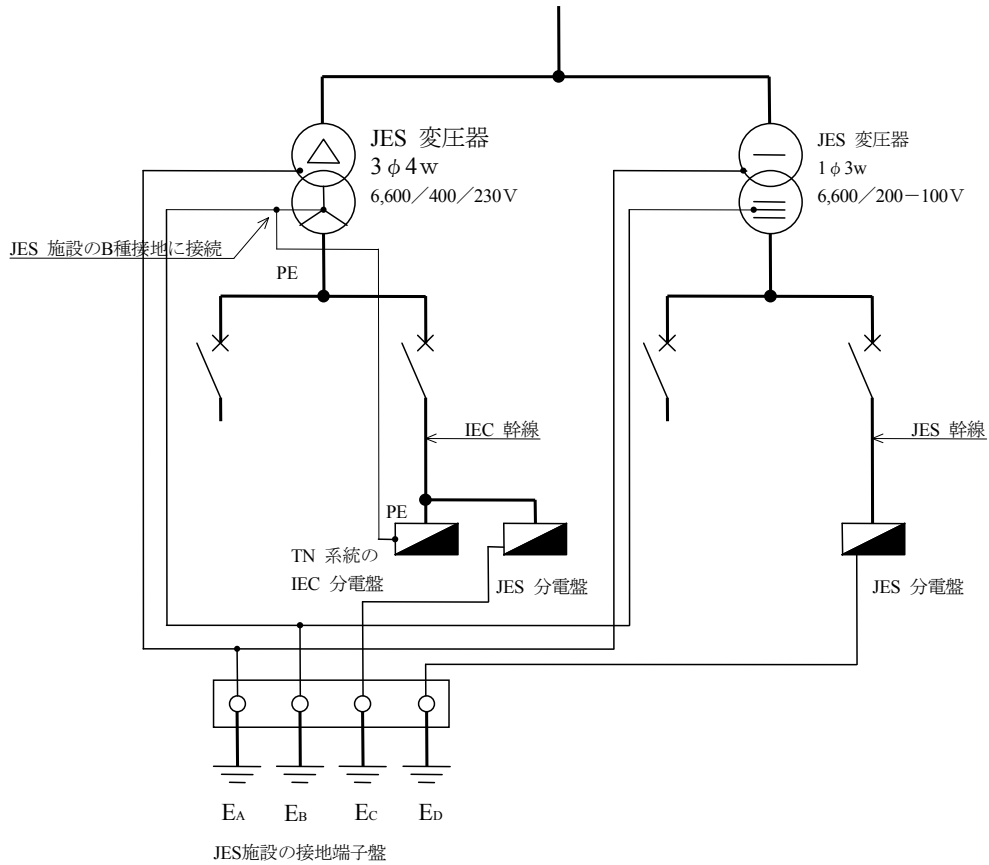 JES 変圧器
3φ4w
6,600/400/230V
JES 変圧器
1φ3w
6,600/200-100V
JES 施設のB種接地に接続
PE
IEC 幹線
JES 幹線
PE
TN 系統の
IEC 分電盤
JES 分電盤
JES 分電盤
EA
EB
EC
ED
JES施設の接地端子盤